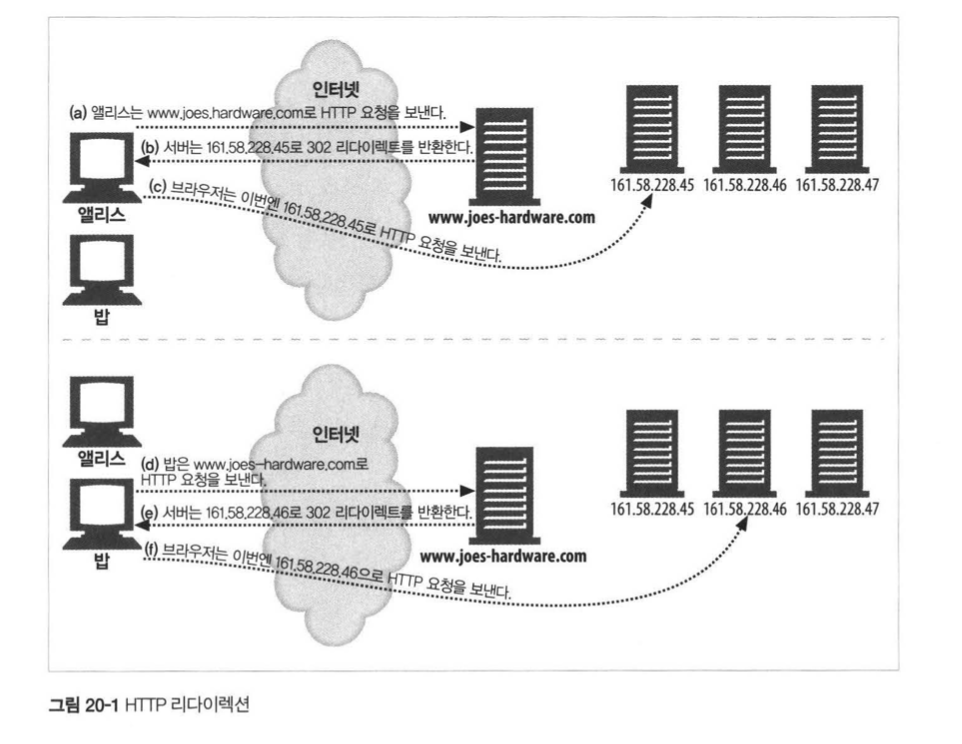 인터넷
(a) 앨리스는 www.joes.hardware.com로 HTTP 요청을 보낸다.
(b) 서버는 161.58.228.45로 302 리다이렉트를 반환한다.
(c) 브라우저는 이번엔 161.58.228.45로 HTTP 요청을 보낸다.
앨리스
밥
www.joes-hardware.com
161.58.228.45 161.58.228.46 161.58.228.47
인터넷
앨리스
(d) 밥은 www.joes-hardware.com로
HTTP 요청을 보낸다.
(e) 서버는 161.58.228.46로 302 리다이렉트를 반환한다.
(f) 브라우저는 이번엔 161.58.228.46으로 HTTP 요청을 보낸다.
밥
www.joes-hardware.com
161.58.228.45 161.58.228.46 161.58.228.47
그림 20-1 HTTP 리다이렉션